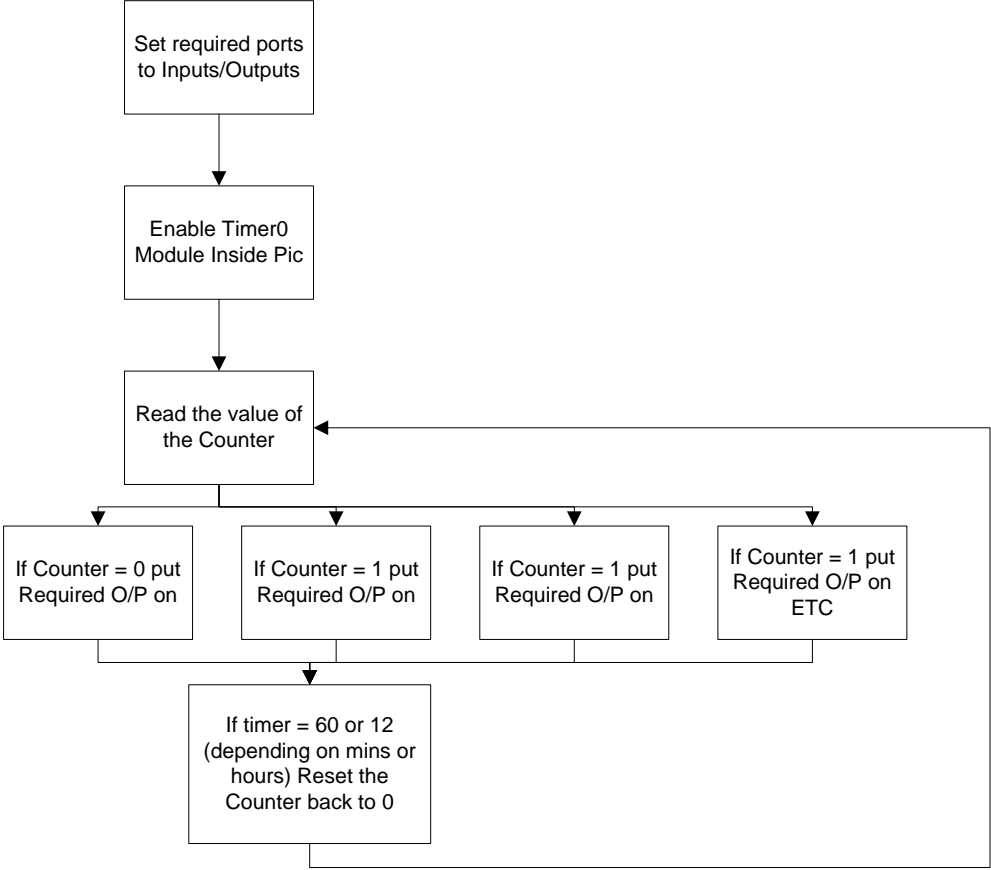 Set required ports
to Inputs/Outputs
Enable Timer0
Module Inside Pic
Read the value of
the Counter
If Counter = 0 put
Required O/P on
If Counter = 1 put
Required O/P on
If Counter = 1 put
Required O/P on
If Counter = 1 put
Required O/P on
ETC
If timer = 60 or 12
(depending on mins or
hours) Reset the
Counter back to 0